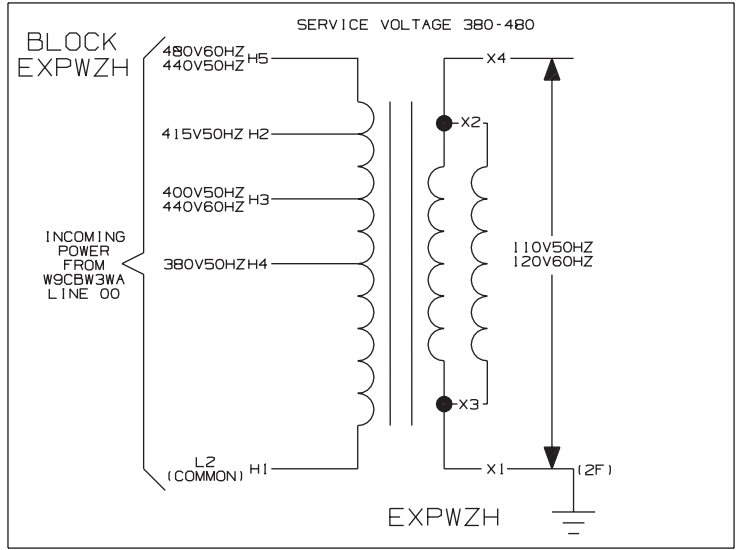 SERVICE VOLTAGE 380-480
BLOCK
EXPWZH
480V60HZ
440V50HZ
H5
X4
X2
415V50HZ H2
400V50HZ
440V60HZ
H3
INCOMING
POWER
FROM
W9CBW3WA
LINE 00
380V50HZ H4
110V50HZ
120V60HZ
X3
L2
(COMMON)
H1
X1
(2F)
EXPWZH